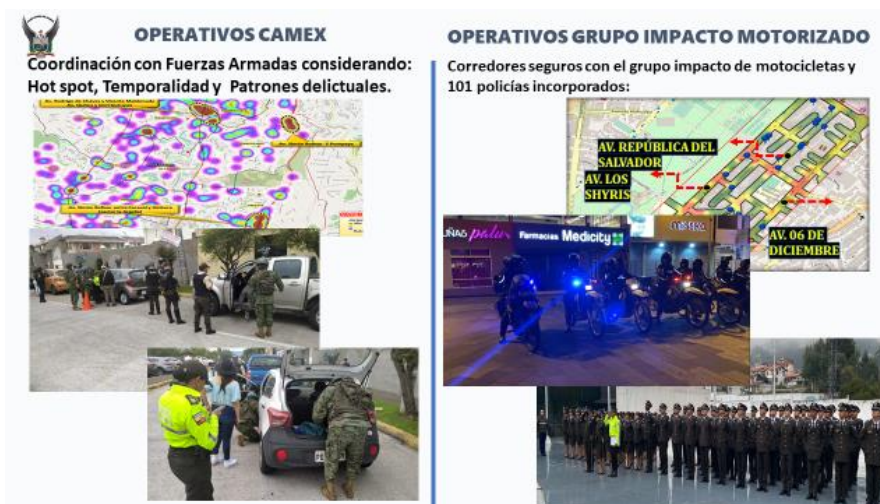 OPERATIVOS CAMEX
Coordinación con Fuerzas Armadas considerando:
Hot spot, Temporalidad y Patrones delictuales.
OPERATIVOS GRUPO IMPACTO MOTORIZADO
Corredores seguros con el grupo impacto de motocicletas y
101 policías incorporados:
AV. REPÚBLICA DEL
SALVADOR
AV. LOS
SHYRIS
AV. 06 DE
DICIEMBRE
Farmacias Medicity